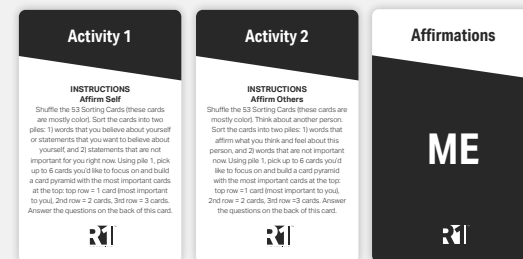 Activity 1
INSTRUCTIONS
Affirm Self
Shuffle the 53 Sorting Cards (these cards
are mostly color). Sort the cards into two
piles: 1) words that you believe about yourself
or statements that you want to believe about
yourself, and 2) statements that are not
important for you right now. Using pile 1, pick
up to 6 cards you'd like to focus on and build
a card pyramid with the most important cards
at the top: top row = 1 card (most important
to you), 2nd row = 2 cards, 3rd row = 3 cards.
Answer the questions on the back of this card.
R1
Activity 2
INSTRUCTIONS
Affirm Others
Shuffle the 53 Sorting Cards (these cards are
mostly color). Think about another person.
Sort the cards into two piles: 1) words that
affirm what you think and feel about this
person, and 2) words that are not important
now. Using pile 1, pick up to 6 cards you'd
like to focus on and build a card pyramid
with the most important cards at the top:
top row =1 card (most important to you),
2nd row = 2 cards, 3rd row =3 cards. Answer
the questions on the back of this card.
R1
Affirmations
ME
R1